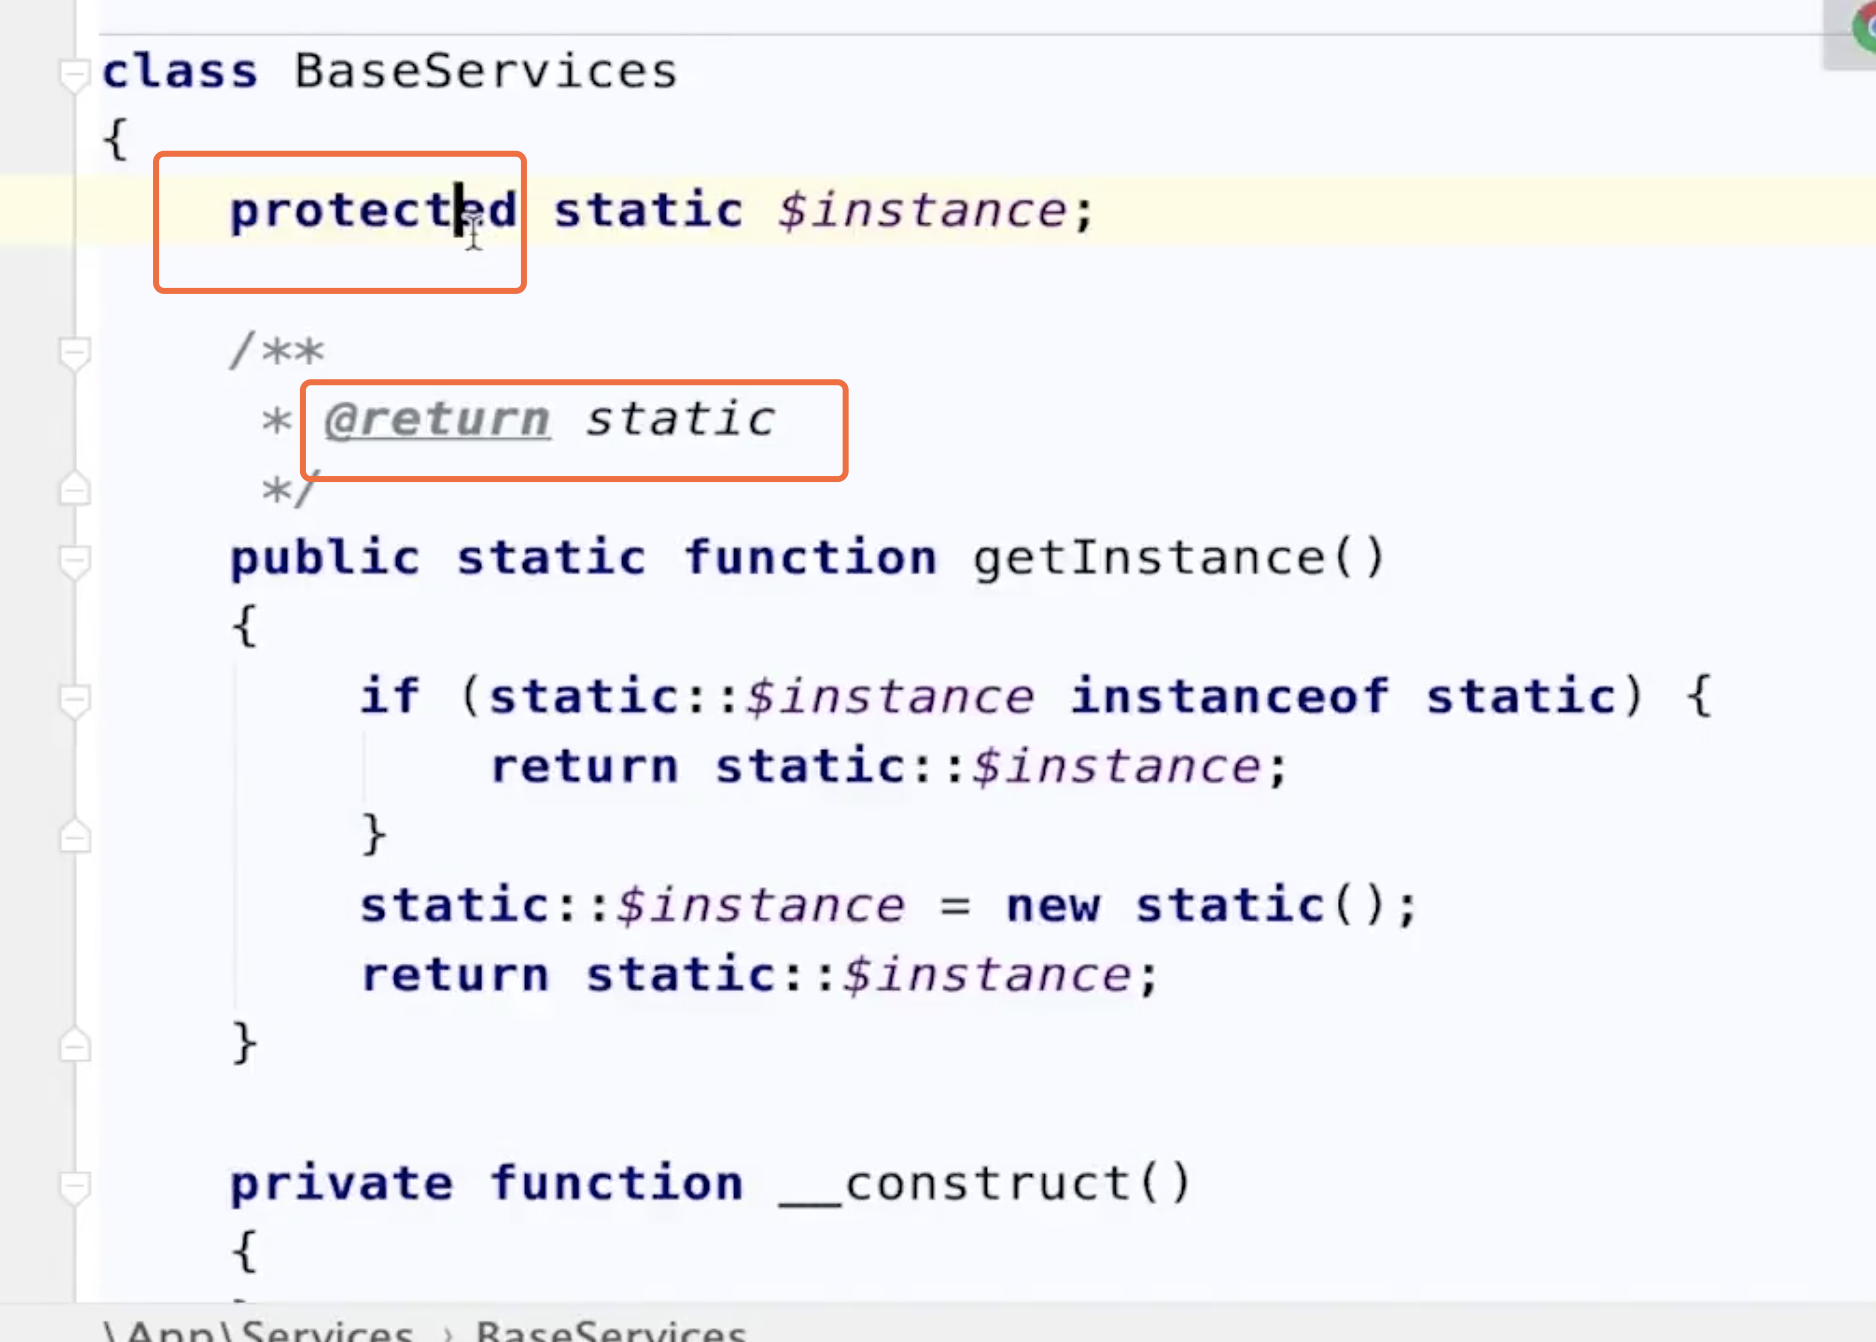 class BaseServices
{
protected static $instance;
/**
* @return static
*/
public static function getInstance()
{
if (static::$instance instanceof static) {
return static::$instance;
}
static::$instance = new static();
return static::$instance;
}
private function __construct()
{
\App\Services › BaseServices